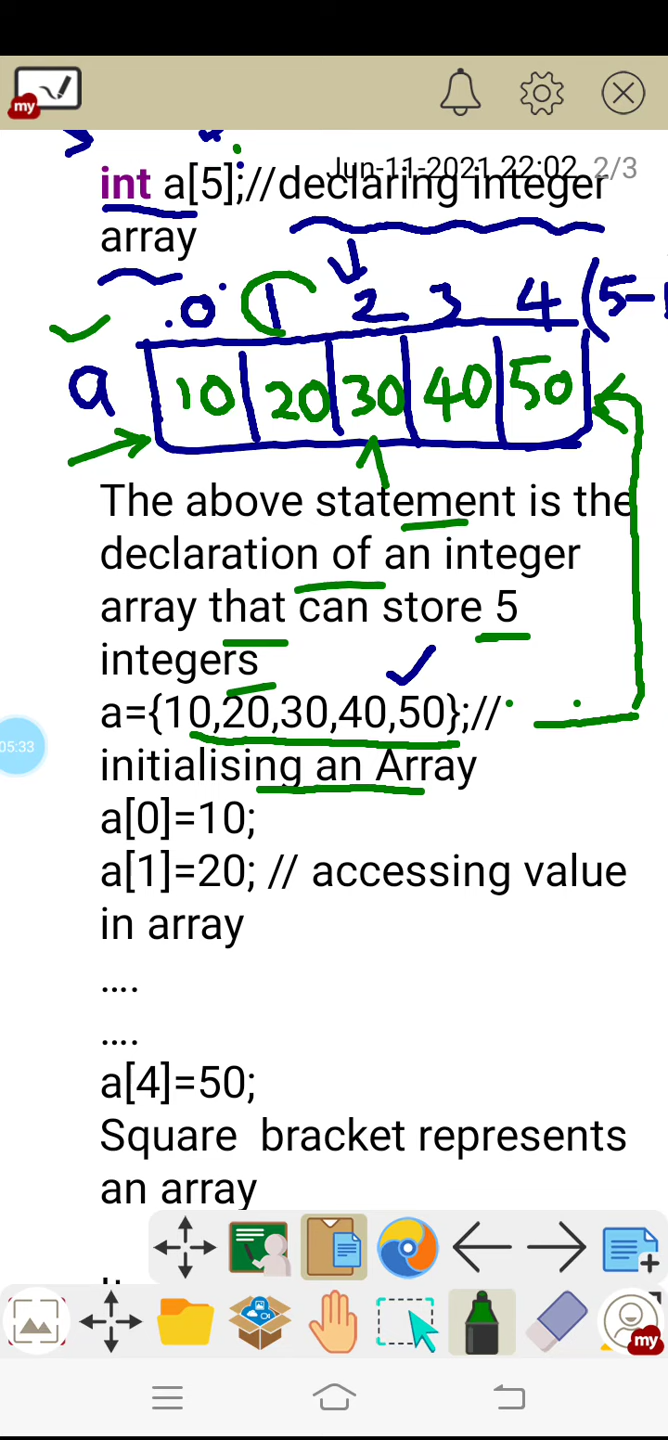 my
int a[5];//declaring integer
Jun-11-2021 22:02 2/3
array
0 1 2 3 4 (5-
a 10 20 30 40 50
The above statement is the
declaration of an integer
array that can store 5
integers
a={10,20,30,40,50};//
05:33
initialising an Array
a[0]=10;
a[1]=20; // accessing value
in array
....
....
a[4]=50;
Square bracket represents
an array
my